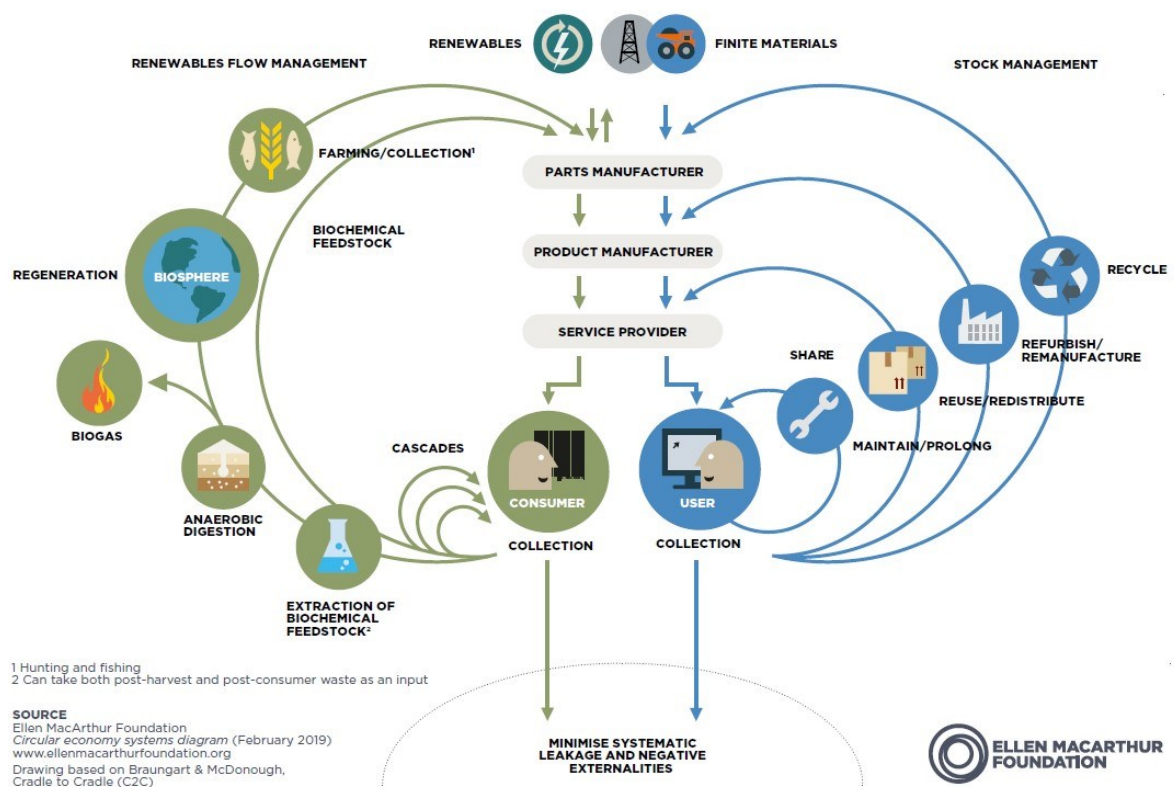 RENEWABLES
FINITE MATERIALS
RENEWABLES FLOW MANAGEMENT
STOCK MANAGEMENT
FARMING/COLLECTION¹
PARTS MANUFACTURER
BIOCHEMICAL
FEEDSTOCK
PRODUCT MANUFACTURER
REGENERATION
BIOSPHERE
RECYCLE
SERVICE PROVIDER
SHARE
REFURBISH/
REMANUFACTURE
REUSE/REDISTRIBUTE
BIOGAS
CASCADES
MAINTAIN/PROLONG
CONSUMER
USER
ANAEROBIC
DIGESTION
COLLECTION
COLLECTION
EXTRACTION OF
BIOCHEMICAL
FEEDSTOCK²
1 Hunting and fishing
2 Can take both post-harvest and post-consumer waste as an input
SOURCE
Ellen MacArthur Foundation
Circular economy systems diagram (February 2019)
www.ellenmacarthurfoundation.org
Drawing based on Braungart & McDonough,
Cradle to Cradle (C2C)
MINIMISE SYSTEMATIC
LEAKAGE AND NEGATIVE
EXTERNALITIES
ELLEN MACARTHUR
FOUNDATION